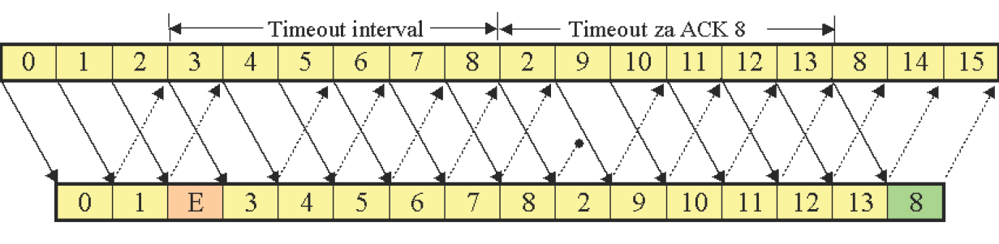 Timeout interval Timeout za ACK 8
0 1 2 3 4 5 6 7 8 2 9 10 11 12 13 8 14 15
0 1 E 3 4 5 6 7 8 2 9 10 11 12 13 8